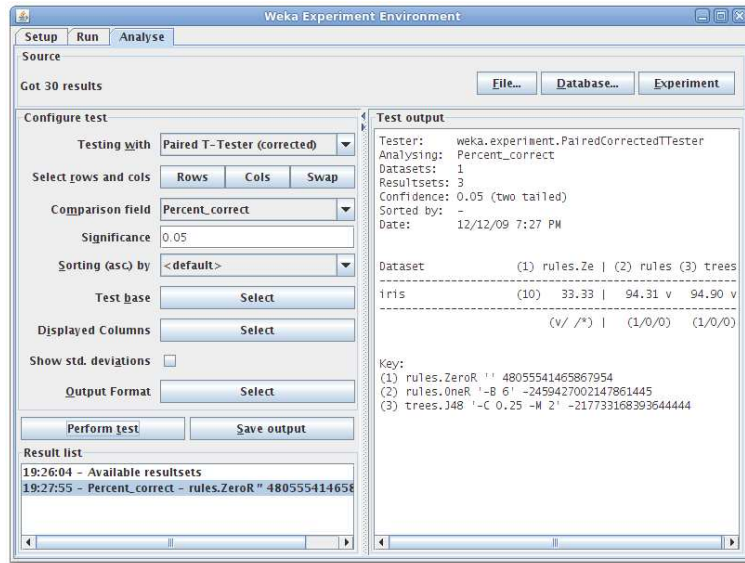 Weka Experiment Environment
Setup Run Analyse
Source
Got 30 results
File... Database... Experiment
Configure test
Testing with Paired T-Tester (corrected)
Select rows and cols Rows Cols Swap
Comparison field Percent_correct
Significance 0.05
Sorting (asc.) by <default>
Test base Select
Displayed Columns Select
Show std. deviations
Output Format Select
Perform test Save output
Result list
19:26:04 - Available resultsets
19:27:55 - Percent_correct - rules.ZeroR '' 480555414658
Test output
Tester: weka.experiment.PairedCorrectedTTester
Analysing: Percent_correct
Datasets: 1
Resultsets: 3
Confidence: 0.05 (two tailed)
Sorted by: -
Date: 12/12/09 7:27 PM
Dataset (1) rules.Ze | (2) rules (3) trees
--------------------------------------------------------------
iris (10) 33.33 | 94.31 v 94.90 v
--------------------------------------------------------------
(v/ /*) | (1/0/0) (1/0/0)
Key:
(1) rules.ZeroR '' 48055541465867954
(2) rules.OneR '-B 6' -2459427002147861445
(3) trees.J48 '-C 0.25 -M 2' -217733168393644444